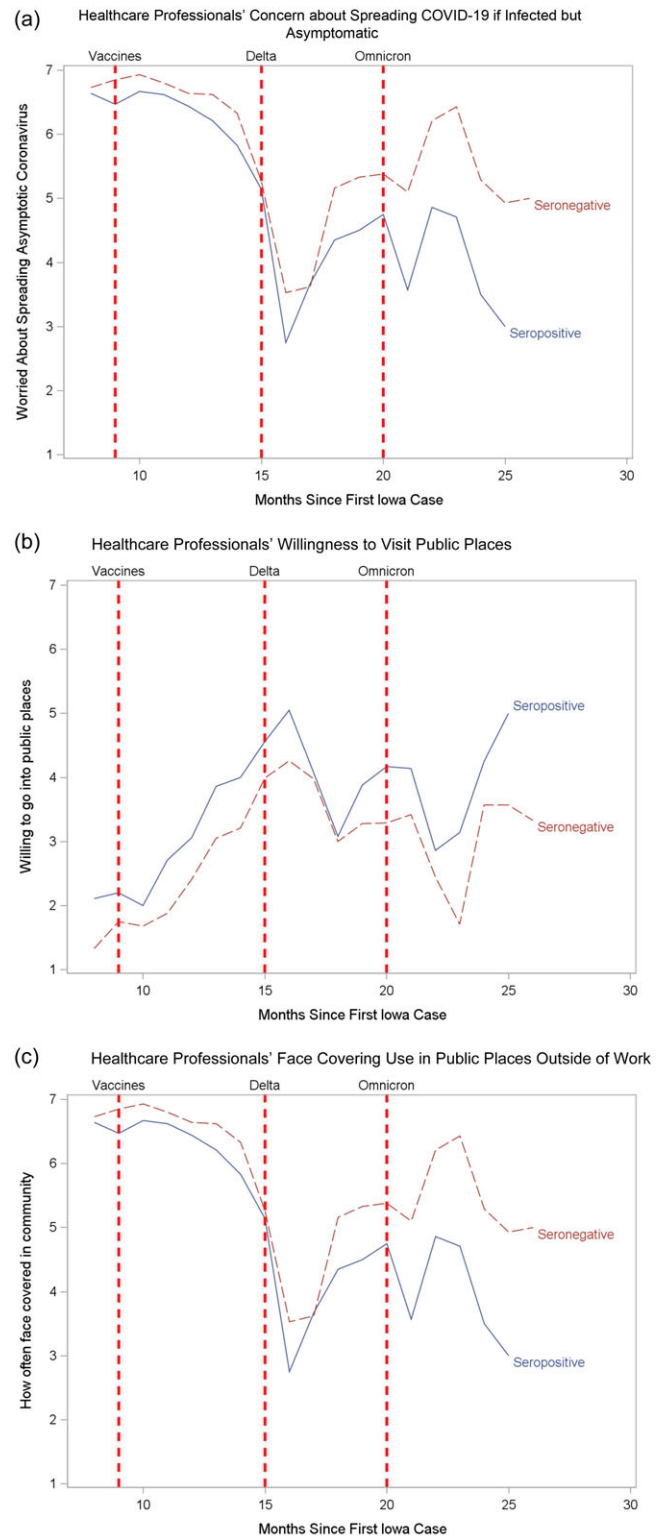 (a)
Healthcare Professionals' Concern about Spreading COVID-19 if Infected but
Asymptomatic
Vaccines Delta Omicron
7
6
5
4
3
2
1
Worried About Spreading Asymptotic Coronavirus
Seronegative
Seropositive
10 15 20 25 30
Months Since First Iowa Case
(b)
Healthcare Professionals' Willingness to Visit Public Places
Vaccines Delta Omicron
7
6
5
4
3
2
1
Willing to go into public places
Seropositive
Seronegative
10 15 20 25 30
Months Since First Iowa Case
(c)
Healthcare Professionals' Face Covering Use in Public Places Outside of Work
Vaccines Delta Omicron
7
6
5
4
3
2
1
How often face covered in community
Seronegative
Seropositive
10 15 20 25 30
Months Since First Iowa Case